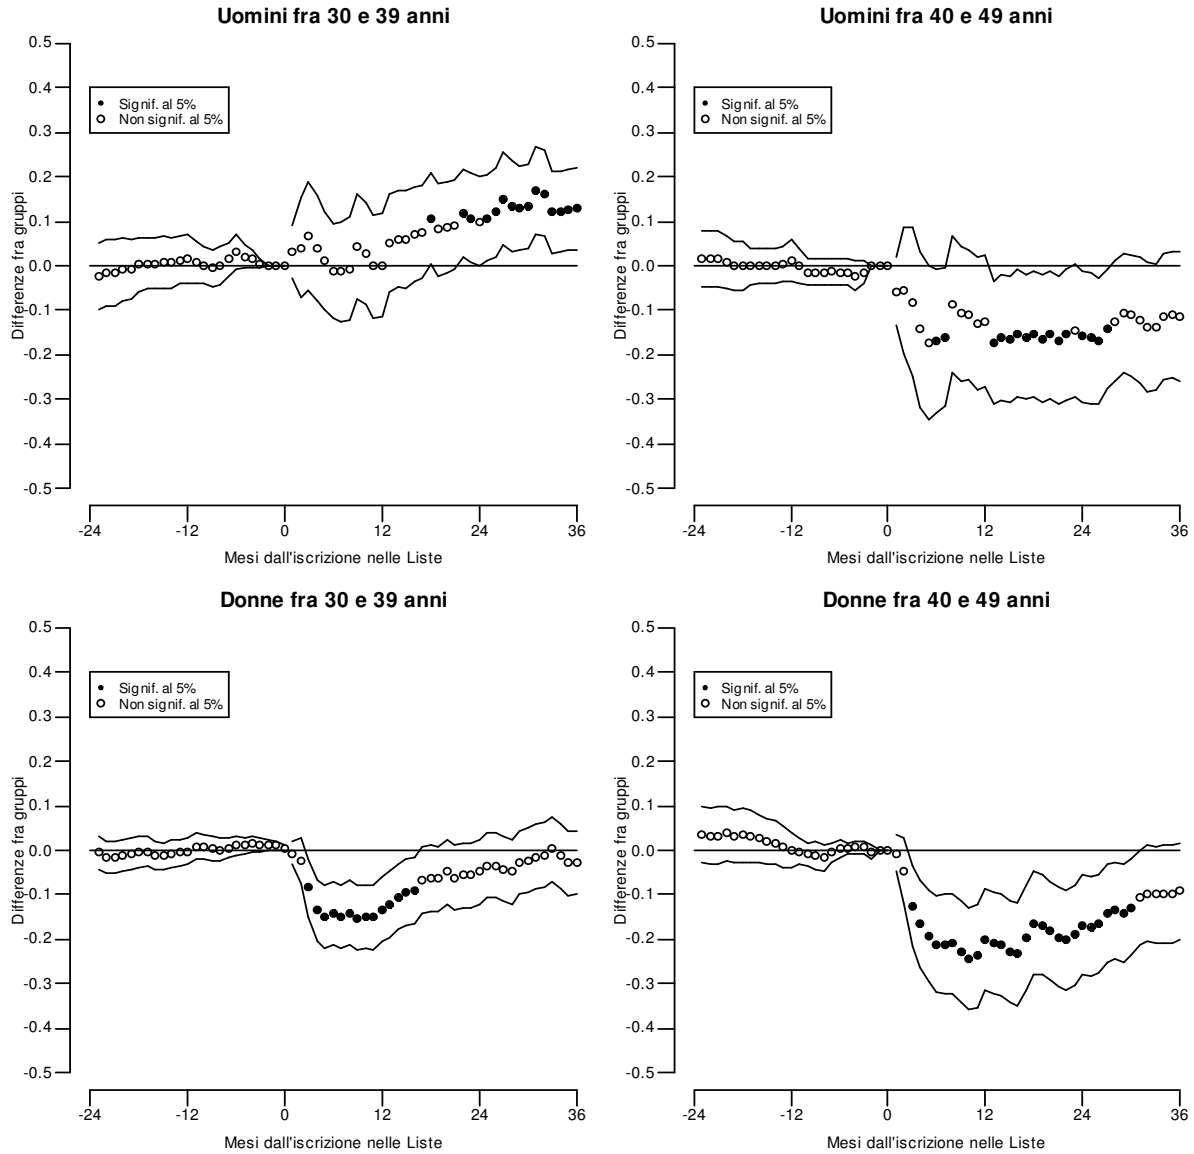 Uomini fra 30 e 39 anni
0.5
0.4
0.3
0.2
0.1
0.0
-0.1
-0.2
-0.3
-0.4
-0.5
Differenze fra gruppi
Signif. al 5%
Non signif. al 5%
-24 -12 0 12 24 36
Mesi dall'iscrizione nelle Liste
Uomini fra 40 e 49 anni
0.5
0.4
0.3
0.2
0.1
0.0
-0.1
-0.2
-0.3
-0.4
-0.5
Differenze fra gruppi
Signif. al 5%
Non signif. al 5%
-24 -12 0 12 24 36
Mesi dall'iscrizione nelle Liste
Donne fra 30 e 39 anni
0.5
0.4
0.3
0.2
0.1
0.0
-0.1
-0.2
-0.3
-0.4
-0.5
Differenze fra gruppi
Signif. al 5%
Non signif. al 5%
-24 -12 0 12 24 36
Mesi dall'iscrizione nelle Liste
Donne fra 40 e 49 anni
0.5
0.4
0.3
0.2
0.1
0.0
-0.1
-0.2
-0.3
-0.4
-0.5
Differenze fra gruppi
Signif. al 5%
Non signif. al 5%
-24 -12 0 12 24 36
Mesi dall'iscrizione nelle Liste